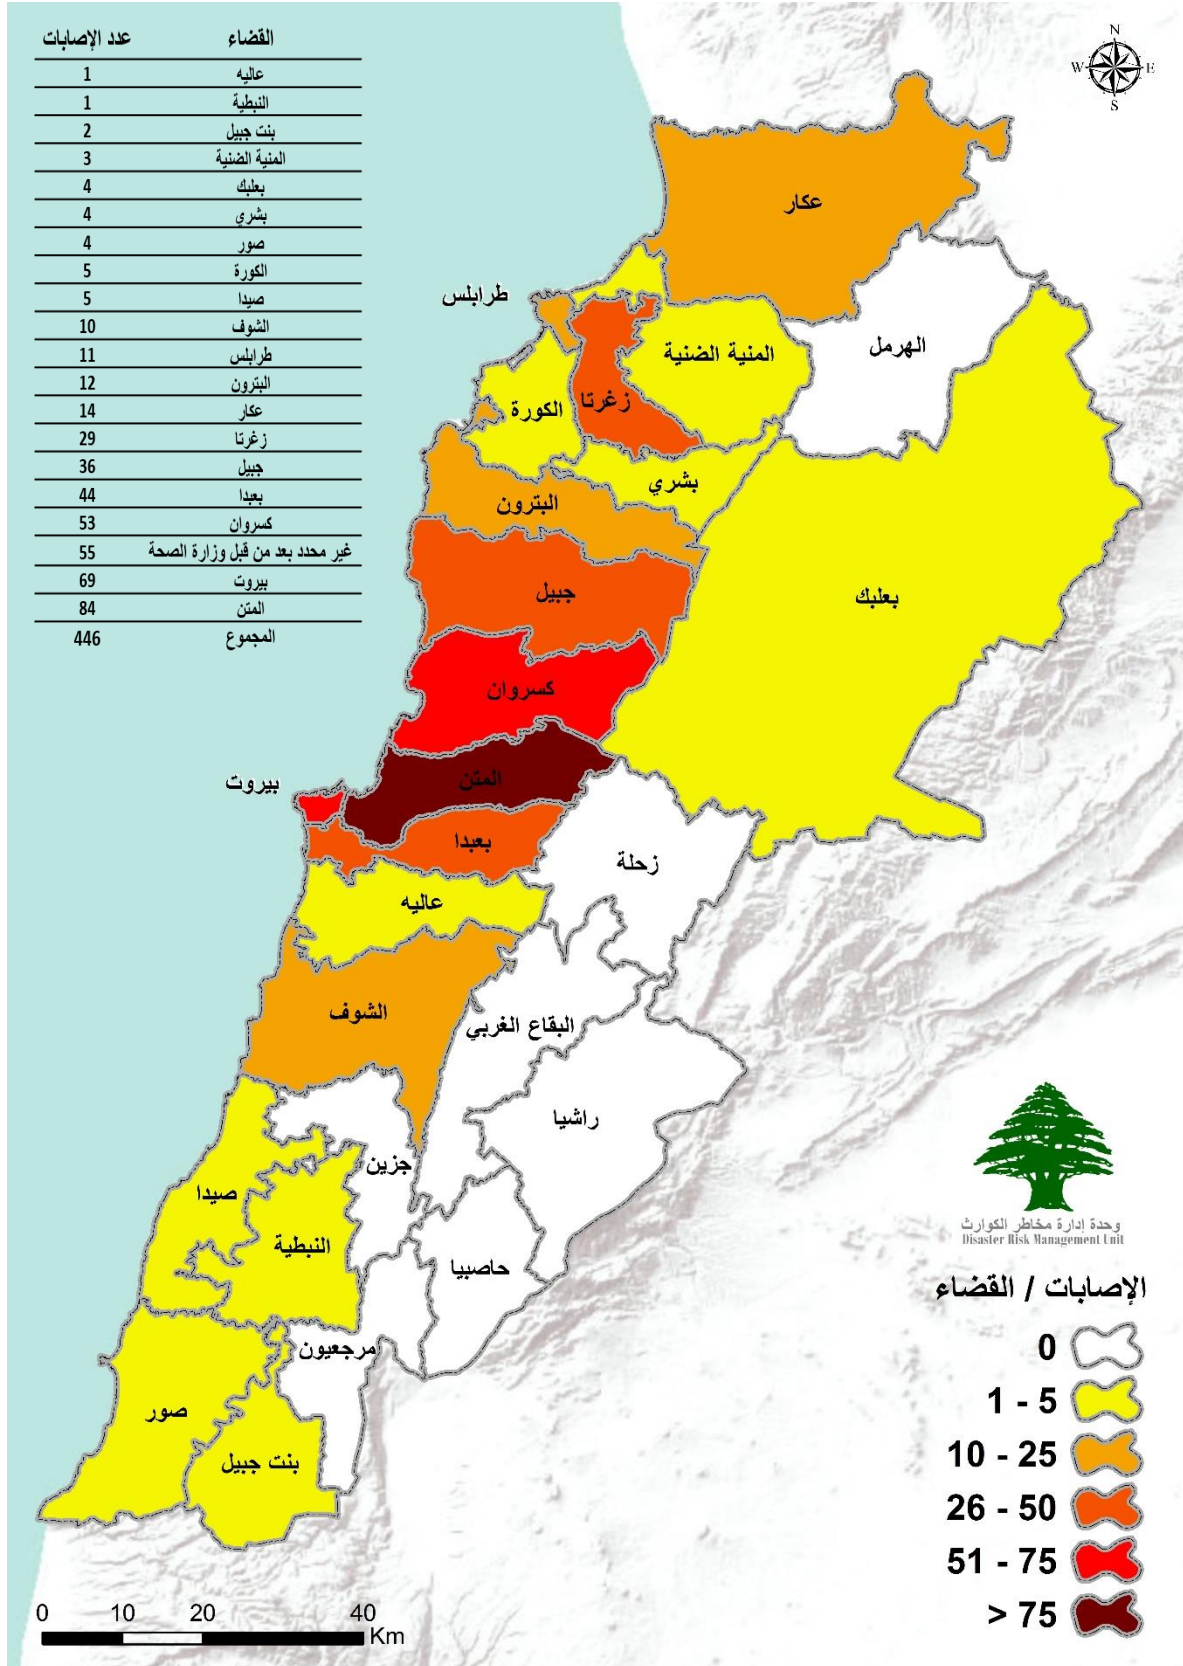 القضاء عدد الإصابات
عاليه 1
النبطية 1
بنت جبيل 2
المنية الضنية 3
بعلبك 4
بشري 4
صور 4
الكورة 5
صيدا 5
الشوف 10
طرابلس 11
البترون 12
عكار 14
زغرتا 29
جبيل 36
بعبدا 44
كسروان 53
غير محدد بعد من قبل وزارة الصحة 55
بيروت 69
المتن 84
المجموع 446
N
W E
S
عكار
طرابلس
الهرمل
المنية الضنية
زغرتا
الكورة
بشري
البترون
جبيل
بعلبك
كسروان
المتن
بيروت
بعبدا
زحلة
عاليه
الشوف
البقاع الغربي
راشيا
جزين
صيدا
النبطية
حاصبيا
مرجعيون
صور
بنت جبيل
وحدة إدارة مخاطر الكوارث
Disaster Risk Management Unit
الإصابات / القضاء
0
1 - 5
10 - 25
26 - 50
51 - 75
> 75
0 10 20 40
Km